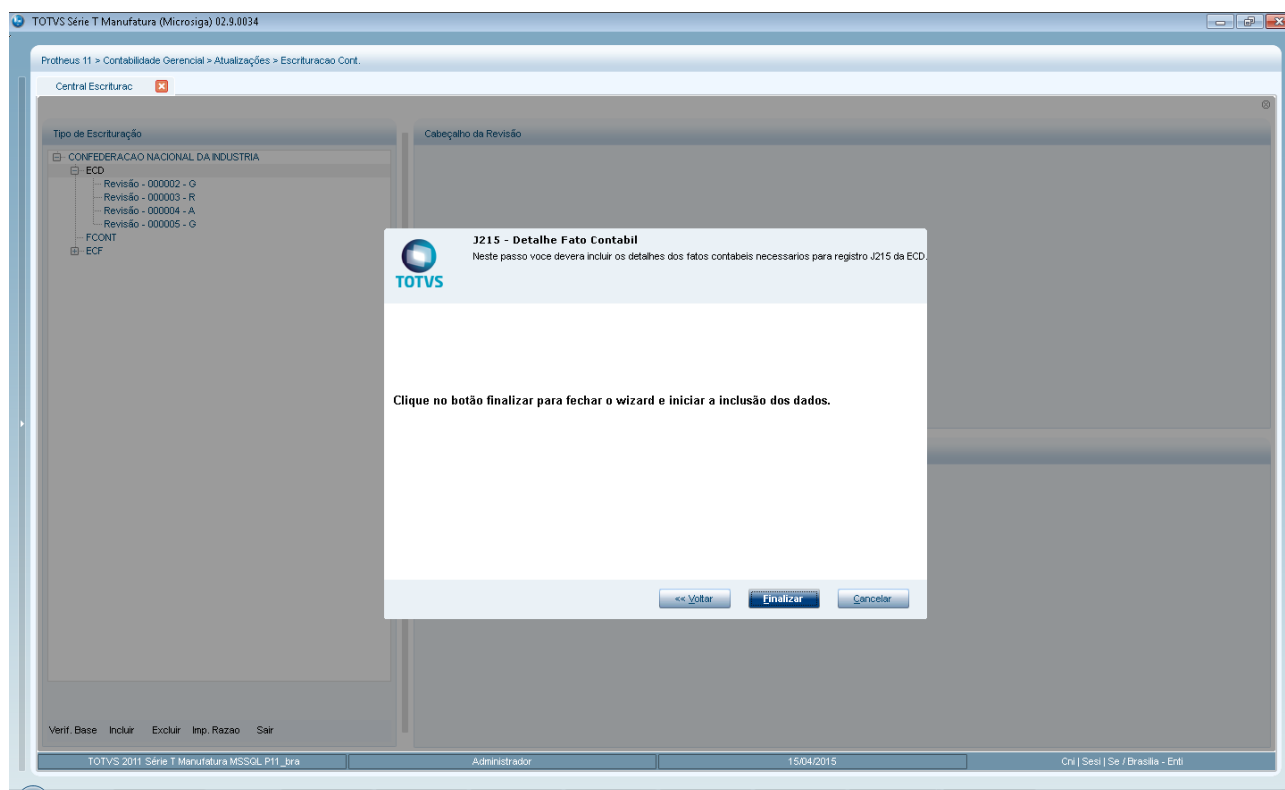 TOTVS Série T Manufatura (Microsiga) 02.9.0034
Protheus 11 > Contabilidade Gerencial > Atualizações > Escrituracao Cont.
Central Escriturac
Tipo de Escrituração
Cabeçalho da Revisão
CONFEDERACAO NACIONAL DA INDUSTRIA
ECD
Revisão - 000002 - G
Revisão - 000003 - R
Revisão - 000004 - A
Revisão - 000005 - G
FCONT
ECF
J215 - Detalhe Fato Contabil
Neste passo voce devera incluir os detalhes dos fatos contabeis necessarios para registro J215 da ECD.
TOTVS
Clique no botão finalizar para fechar o wizard e iniciar a inclusão dos dados.
<< Voltar Finalizar Cancelar
Verif. Base Incluir Excluir Imp. Razao Sair
TOTVS 2011 Série T Manufatura MSSQL P11_bra Administrador 15/04/2015 Cni | Sesi | Se / Brasilia - Enti